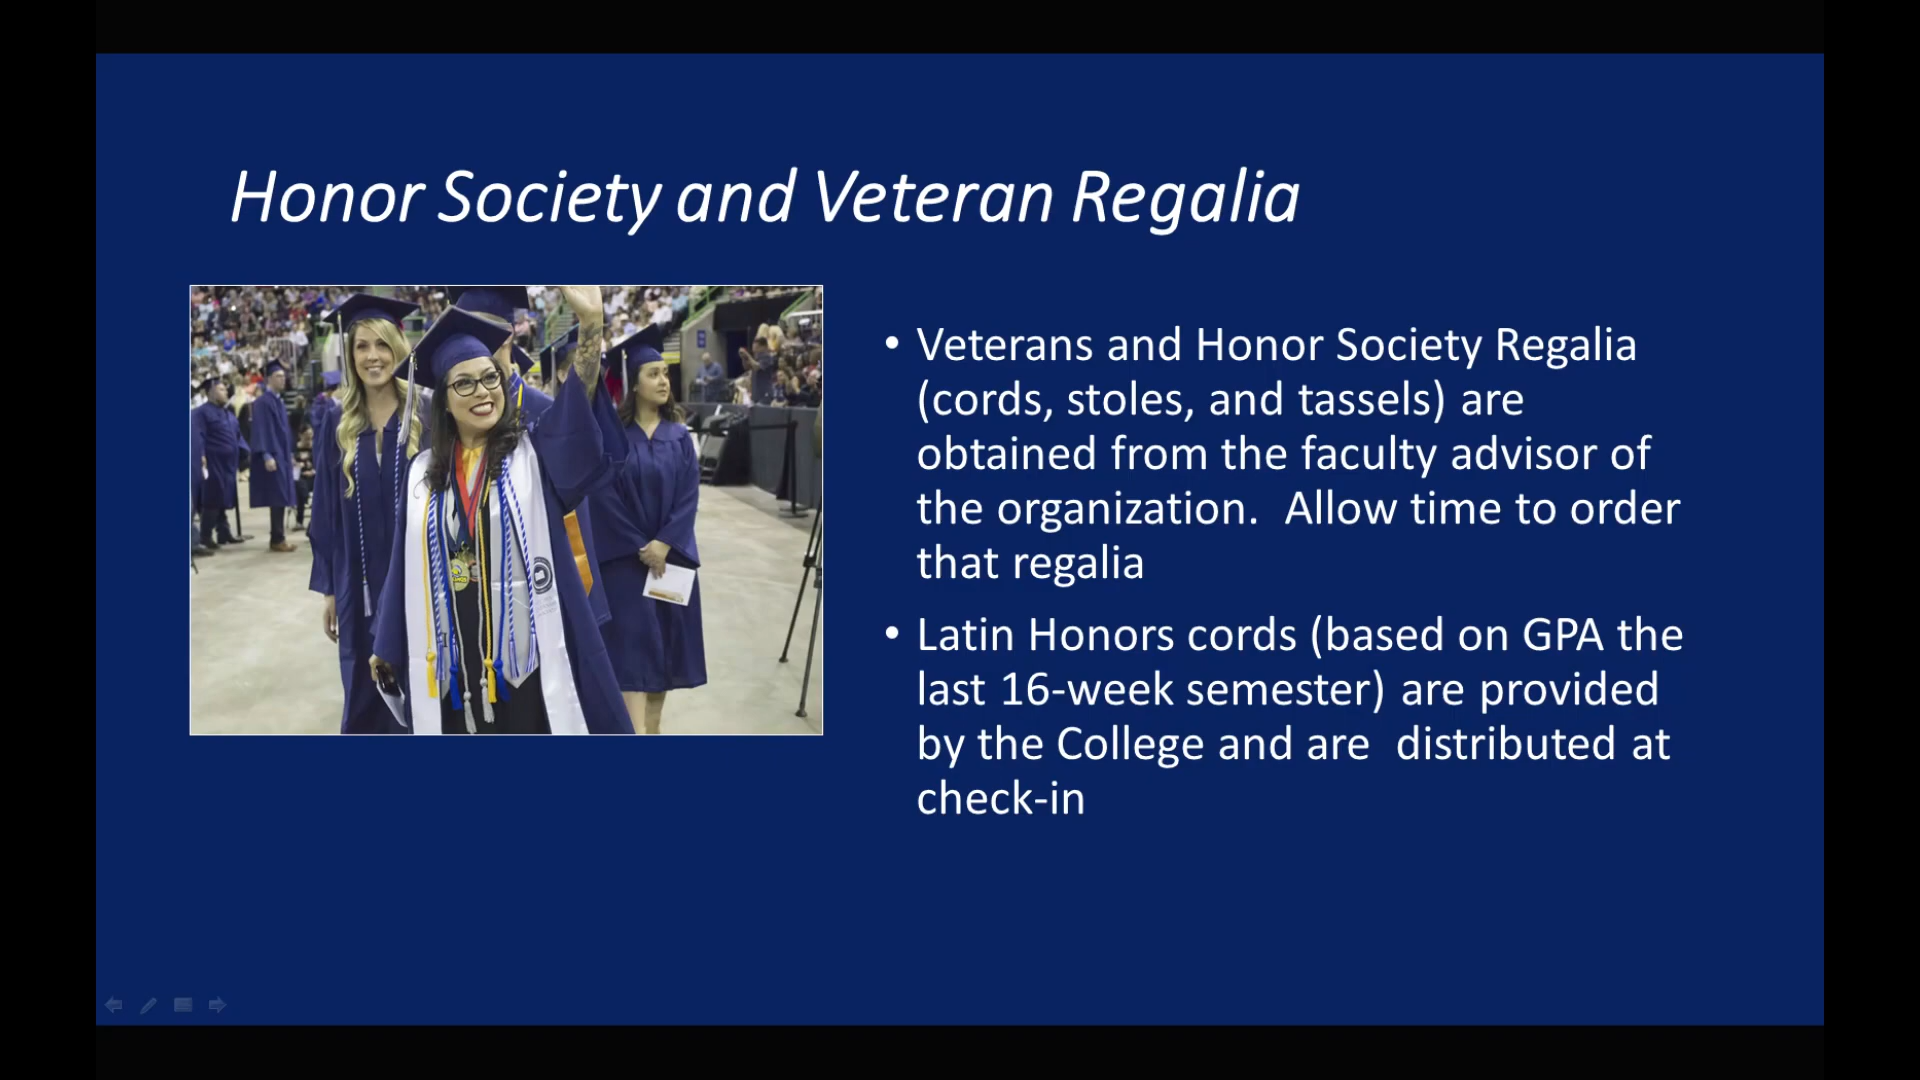 Honor Society and Veteran Regalia
• Veterans and Honor Society Regalia
(cords, stoles, and tassels) are
obtained from the faculty advisor of
the organization.  Allow time to order
that regalia
• Latin Honors cords (based on GPA the
last 16-week semester) are provided
by the College and are  distributed at
check-in